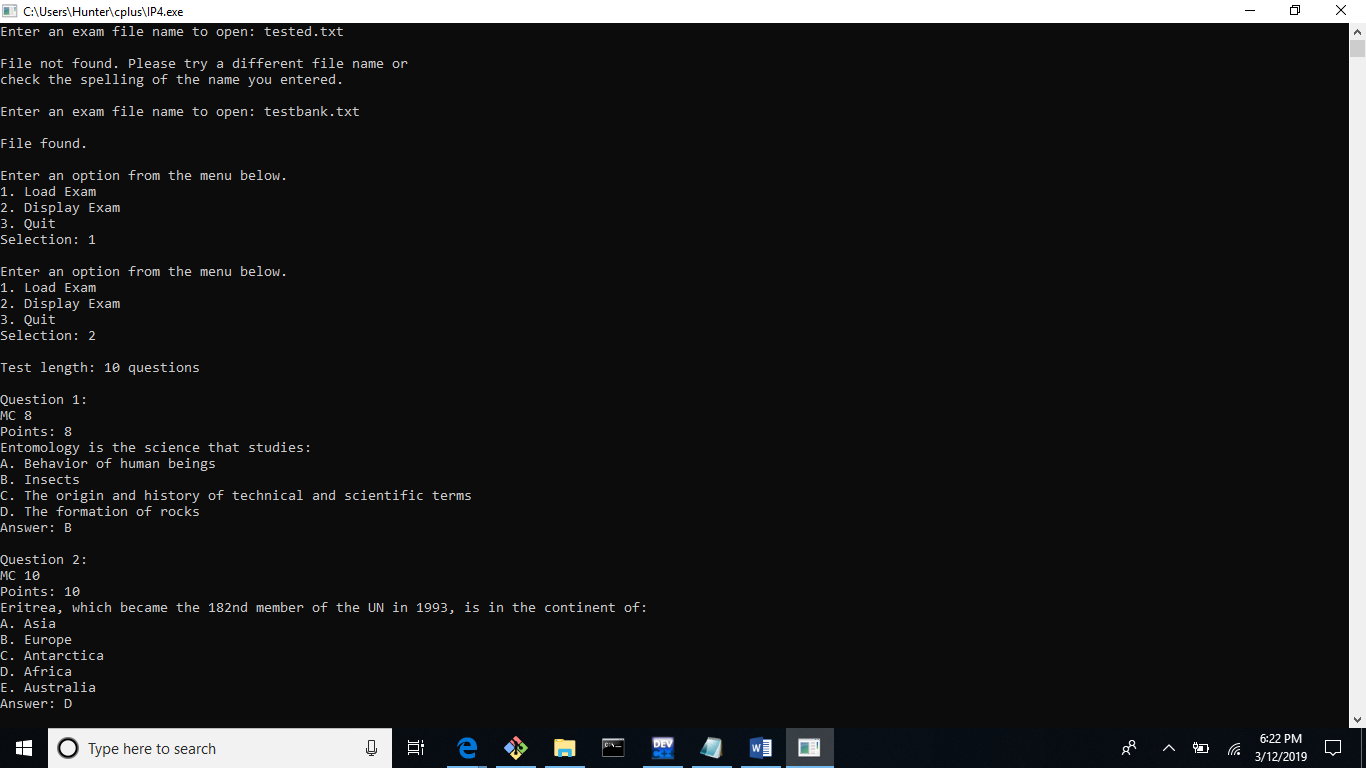 C:\Users\Hunter\cplus\IP4.exe
Enter an exam file name to open: tested.txt
File not found. Please try a different file name or
check the spelling of the name you entered.
Enter an exam file name to open: testbank.txt
File found.
Enter an option from the menu below.
1. Load Exam
2. Display Exam
3. Quit
Selection: 1
Enter an option from the menu below.
1. Load Exam
2. Display Exam
3. Quit
Selection: 2
Test length: 10 questions
Question 1:
MC 8
Points: 8
Entomology is the science that studies:
A. Behavior of human beings
B. Insects
C. The origin and history of technical and scientific terms
D. The formation of rocks
Answer: B
Question 2:
MC 10
Points: 10
Eritrea, which became the 182nd member of the UN in 1993, is in the continent of:
A. Asia
B. Europe
C. Antarctica
D. Africa
E. Australia
Answer: D
Type here to search
DEV
6:22 PM
3/12/2019